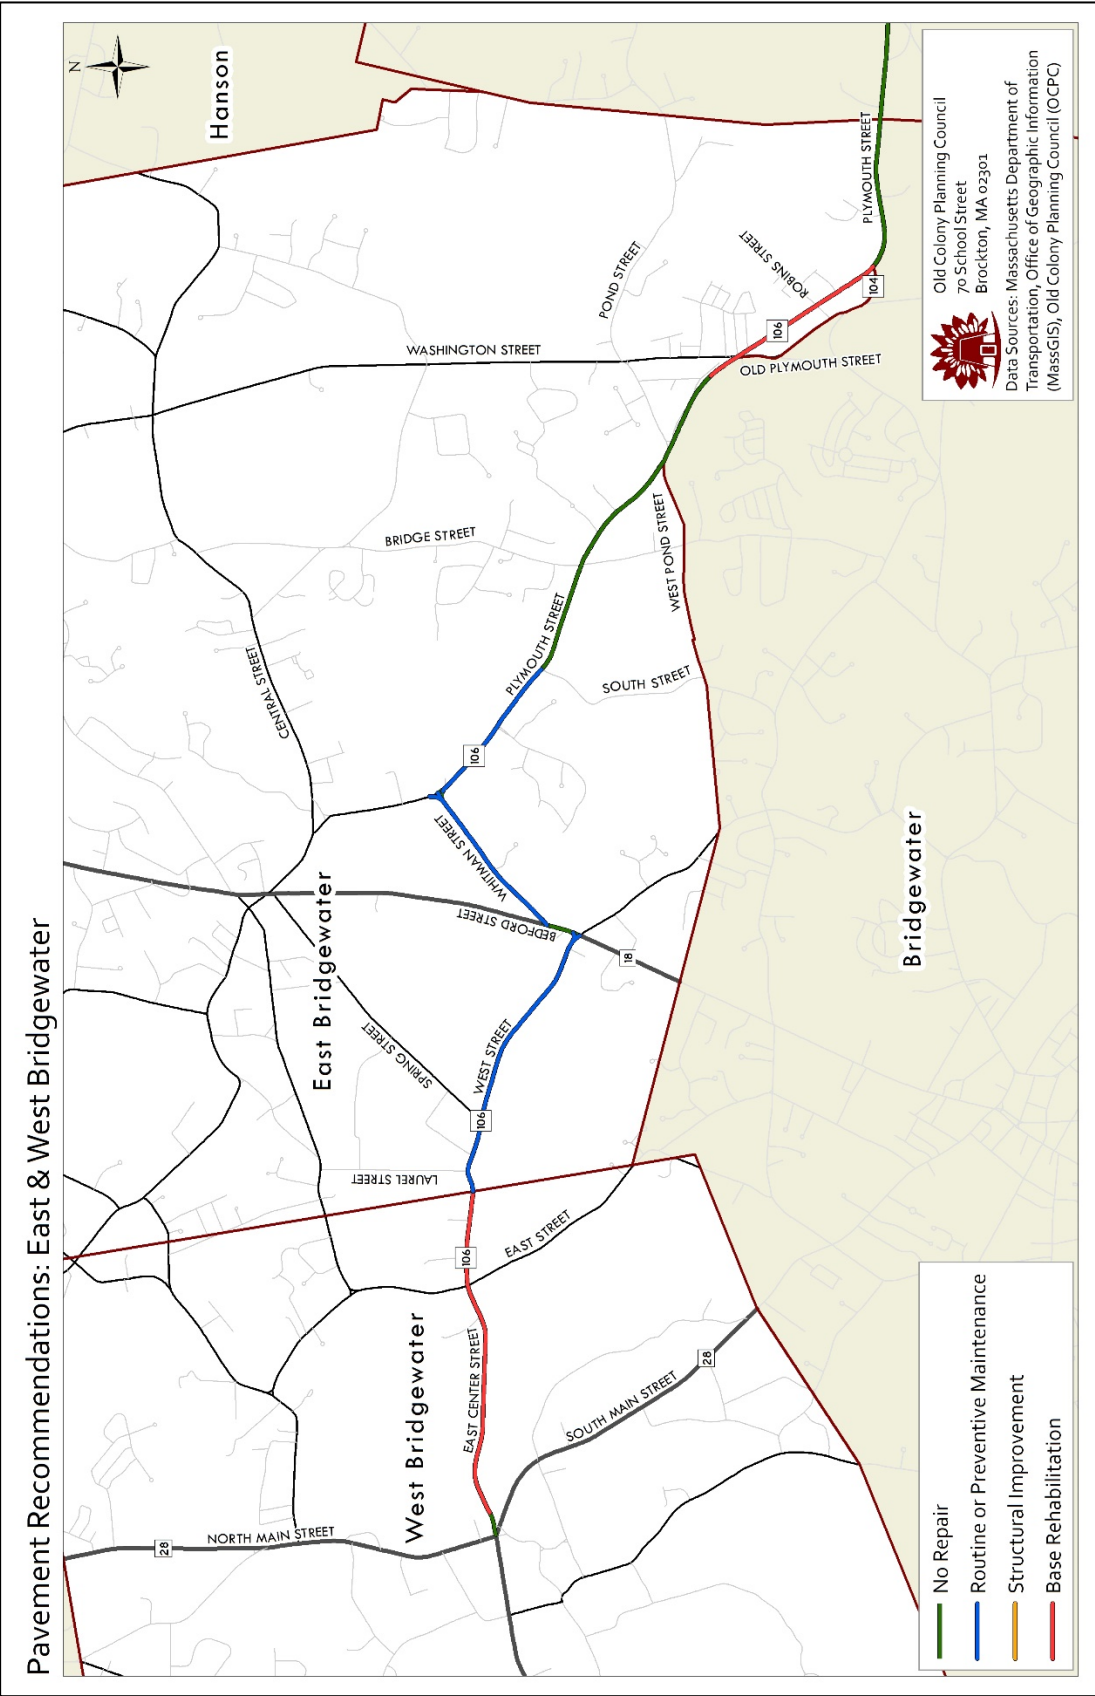 Pavement Recommendations: East & West Bridgewater
N
Hanson
28
NORTH MAIN STREET
West Bridgewater
EAST CENTER STREET
106
SOUTH MAIN STREET
28
EAST STREET
LAUREL STREET
SPRING STREET
East Bridgewater
106
WEST STREET
BEDFORD STREET
18
WHITMAN STREET
CENTRAL STREET
106
PLYMOUTH STREET
SOUTH STREET
BRIDGE STREET
WEST POND STREET
WASHINGTON STREET
POND STREET
OLD PLYMOUTH STREET
106
ROBINS STREET
104
PLYMOUTH STREET
Bridgewater
No Repair
Routine or Preventive Maintenance
Structural Improvement
Base Rehabilitation
Old Colony Planning Council
70 School Street
Brockton, MA 02301
Data Sources: Massachusetts Department of
Transportation, Office of Geographic Information
(MassGIS), Old Colony Planning Council (OCPC)